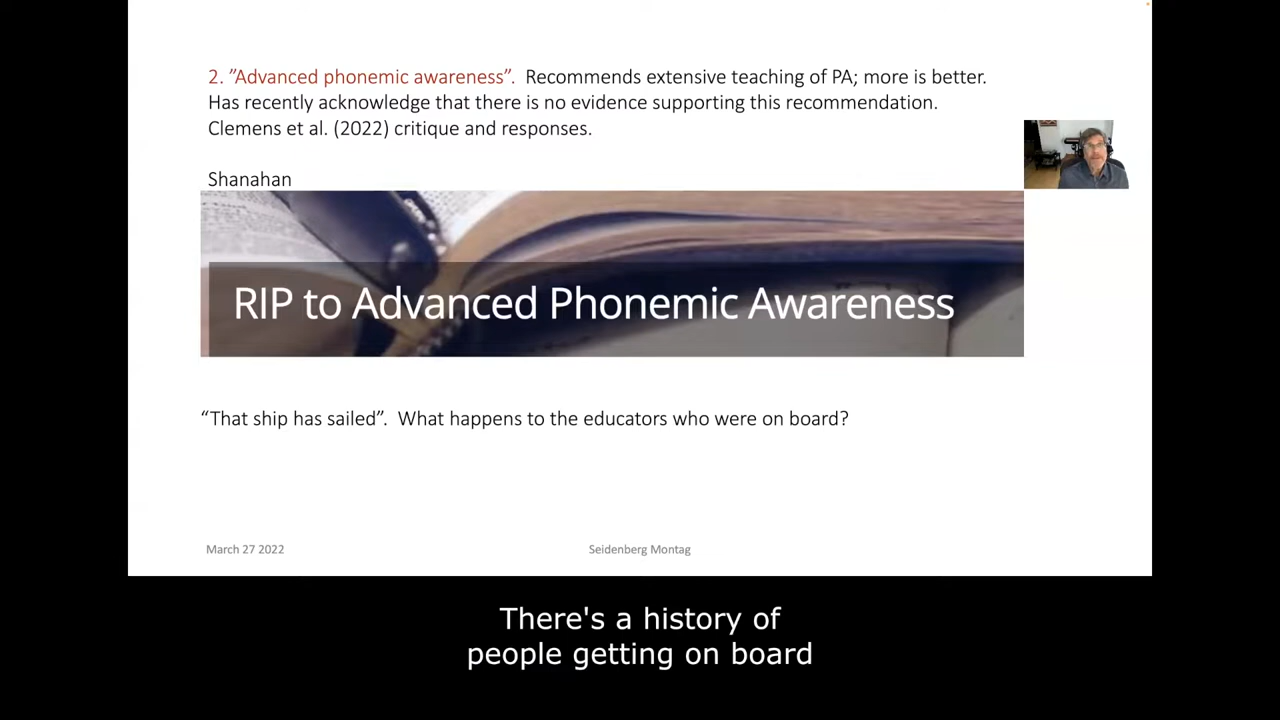 2. ”Advanced phonemic awareness”.  Recommends extensive teaching of PA; more is better.
Has recently acknowledge that there is no evidence supporting this recommendation.
Clemens et al. (2022) critique and responses.
Shanahan
RIP to Advanced Phonemic Awareness
“That ship has sailed”.  What happens to the educators who were on board?
March 27 2022
Seidenberg Montag
There's a history of
people getting on board